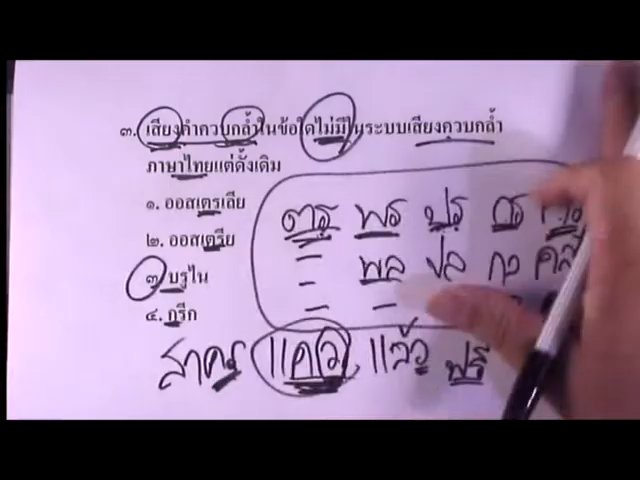 ๓. เสียงคำควบกล้ำในข้อใดไม่มีในระบบเสียงควบกล้ำ
ภาษาไทยแต่ดั้งเดิม
๑. ออสเตรเลีย
๒. ออสเตรีย
๓ บรูไน
๔. กรีก
ตร พร ปร กร
พล ปล กล คล
สาคร แคว แล้ว ฟร